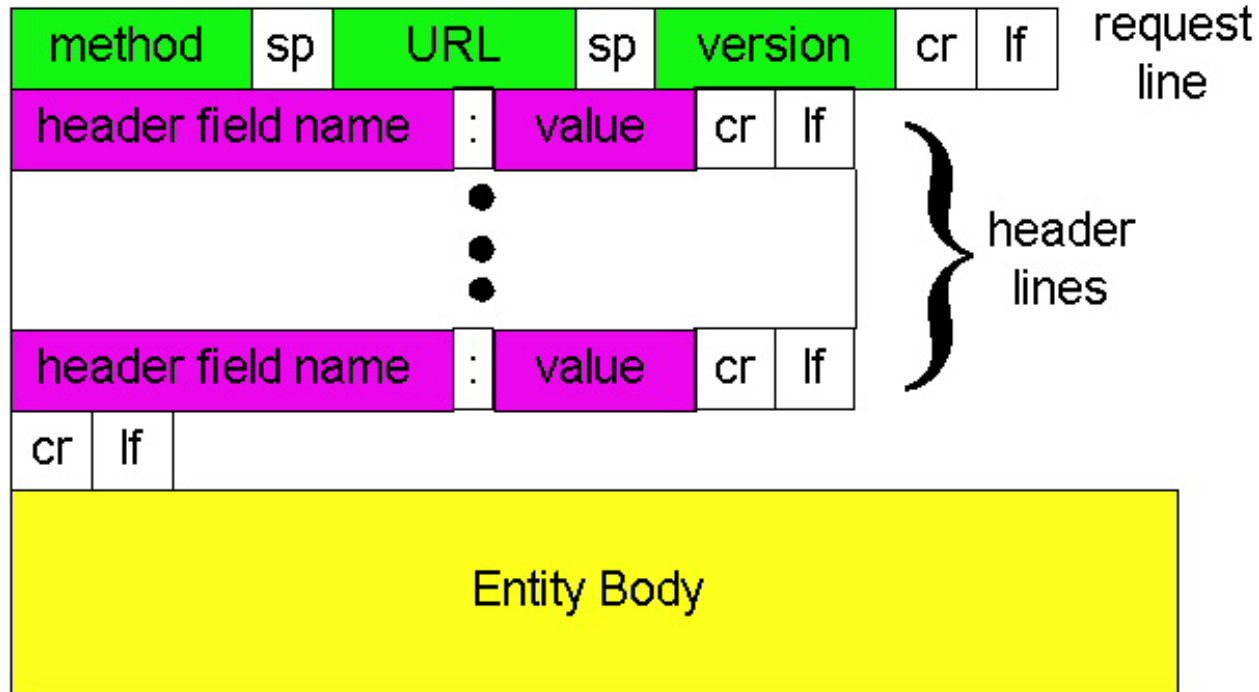 method sp URL sp version cr lf request
line
header field name : value cr lf
header
lines
header field name : value cr lf
cr lf
Entity Body